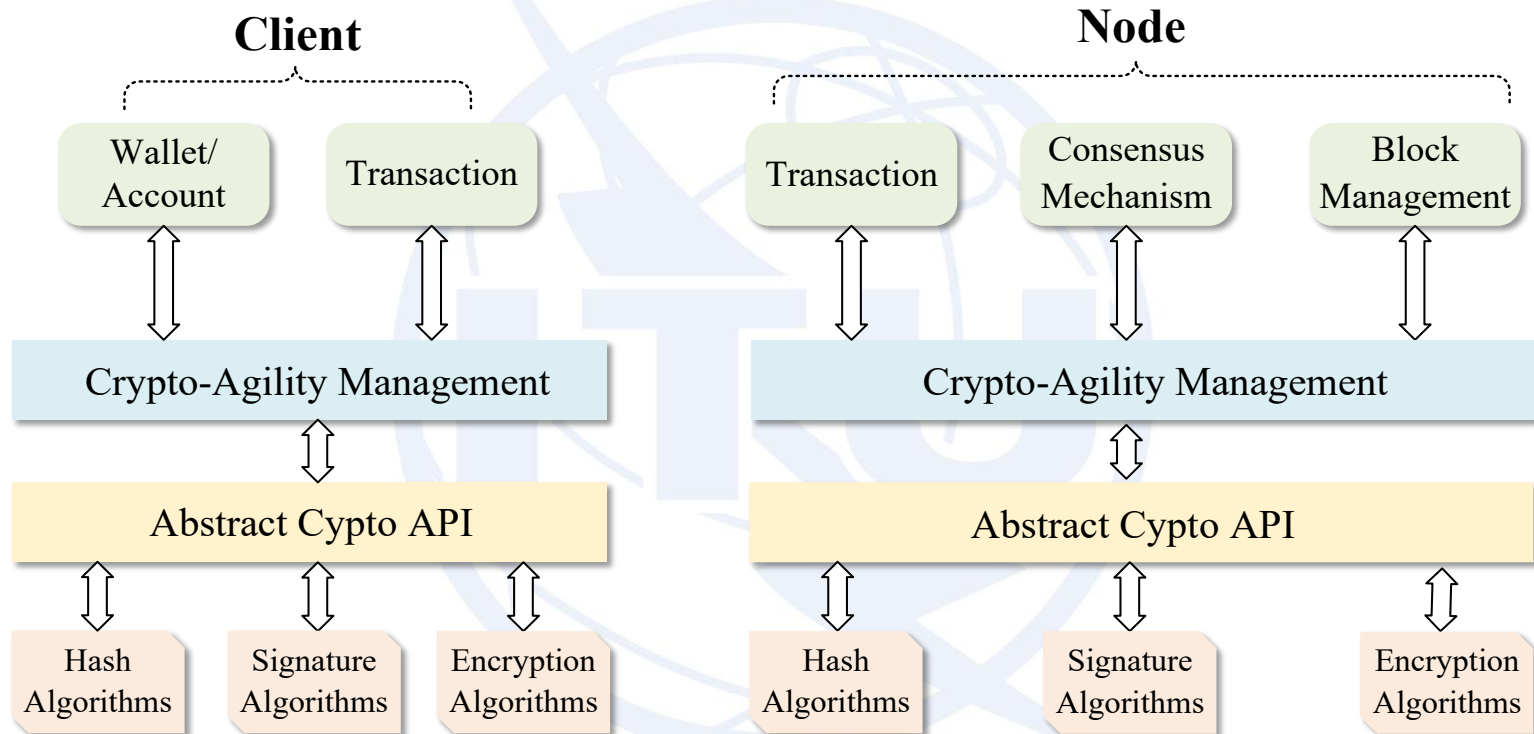 Client
Node
Wallet/
Account
Transaction
Transaction
Consensus
Mechanism
Block
Management
Crypto-Agility Management
Crypto-Agility Management
Abstract Cypto API
Abstract Cypto API
Hash
Algorithms
Signature
Algorithms
Encryption
Algorithms
Hash
Algorithms
Signature
Algorithms
Encryption
Algorithms
ITU